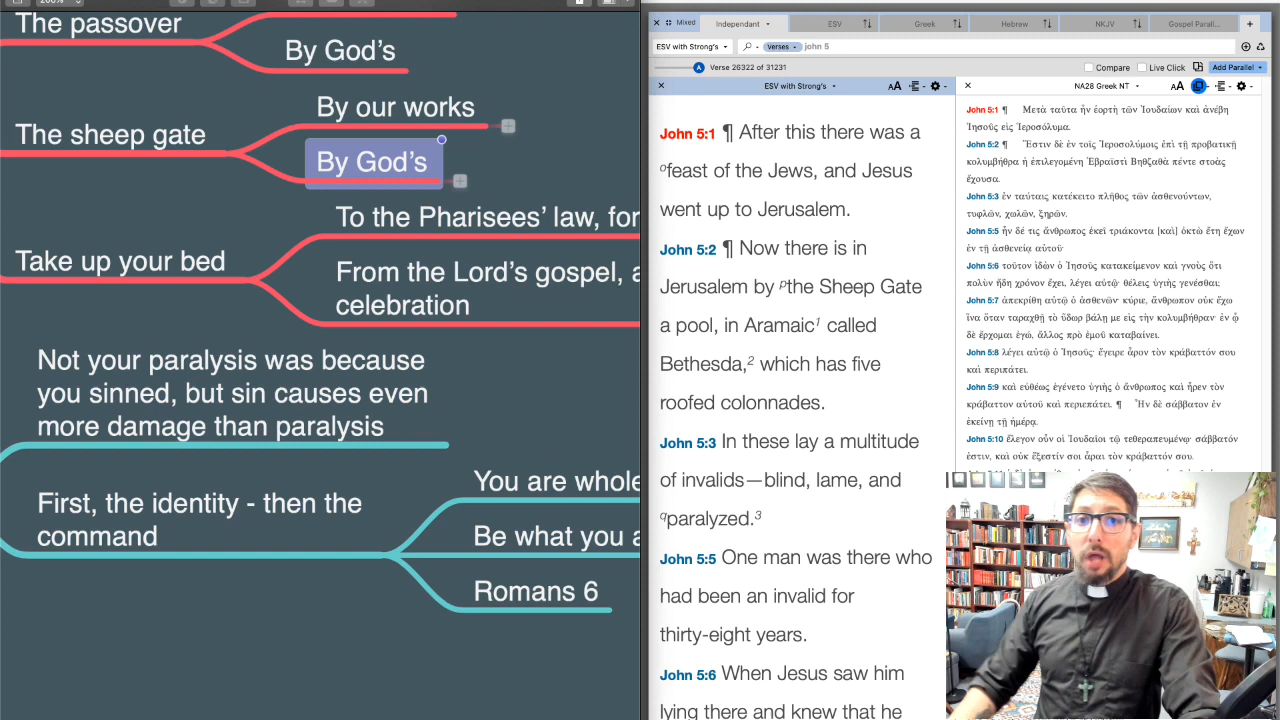 200%
The passover
By God's
By our works
The sheep gate
By God's
To the Pharisees' law, for
Take up your bed
From the Lord's gospel, a
celebration
Not your paralysis was because
you sinned, but sin causes even
more damage than paralysis
You are whole
First, the identity - then the
command
Be what you a
Romans 6
Mixed
Independant
ESV
Greek
Hebrew
NKJV
Gospel Parall...
ESV with Strong's
Verses
john 5
A
Verse 26322 of 31231
Compare
Live Click
Add Parallel
ESV with Strong's
AA
John 5:1 ¶ After this there was a
ofeast of the Jews, and Jesus
went up to Jerusalem.
John 5:2 ¶ Now there is in
Jerusalem by pthe Sheep Gate
a pool, in Aramaic1 called
Bethesda,2 which has five
roofed colonnades.
John 5:3 In these lay a multitude
of invalids—blind, lame, and
qparalyzed.3
John 5:5 One man was there who
had been an invalid for
thirty-eight years.
John 5:6 When Jesus saw him
lying there and knew that he
NA28 Greek NT
AA
John 5:1 ¶ Μετὰ ταῦτα ἦν ἑορτὴ τῶν Ἰουδαίων καὶ ἀνέβη
Ἰησοῦς εἰς Ἱεροσόλυμα.
John 5:2 ¶ Ἔστιν δὲ ἐν τοῖς Ἱεροσολύμοις ἐπὶ τῇ προβατικῇ
κολυμβήθρα ἡ ἐπιλεγομένη Ἑβραϊστὶ Βηθζαθὰ πέντε στοὰς
ἔχουσα.
John 5:3 ἐν ταύταις κατέκειτο πλῆθος τῶν ἀσθενούντων,
τυφλῶν, χωλῶν, ξηρῶν.
John 5:5 ἦν δέ τις ἄνθρωπος ἐκεῖ τριάκοντα [καὶ] ὀκτὼ ἔτη ἔχων
ἐν τῇ ἀσθενείᾳ αὐτοῦ·
John 5:6 τοῦτον ἰδὼν ὁ Ἰησοῦς κατακείμενον καὶ γνοὺς ὅτι
πολὺν ἤδη χρόνον ἔχει, λέγει αὐτῷ· θέλεις ὑγιὴς γενέσθαι;
John 5:7 ἀπεκρίθη αὐτῷ ὁ ἀσθενῶν· κύριε, ἄνθρωπον οὐκ ἔχω
ἵνα ὅταν ταραχθῇ τὸ ὕδωρ βάλῃ με εἰς τὴν κολυμβήθραν· ἐν ᾧ
δὲ ἔρχομαι ἐγώ, ἄλλος πρὸ ἐμοῦ καταβαίνει.
John 5:8 λέγει αὐτῷ ὁ Ἰησοῦς· ἔγειρε ἆρον τὸν κράβαττόν σου
καὶ περιπάτει.
John 5:9 καὶ εὐθέως ἐγένετο ὑγιὴς ὁ ἄνθρωπος καὶ ἦρεν τὸν
κράβαττον αὐτοῦ καὶ περιεπάτει. ¶ Ἦν δὲ σάββατον ἐν
ἐκείνῃ τῇ ἡμέρᾳ.
John 5:10 ἔλεγον οὖν οἱ Ἰουδαῖοι τῷ τεθεραπευμένῳ· σάββατόν
ἐστιν, καὶ οὐκ ἔξεστίν σοι ἆραι τὸν κράβαττόν σου.